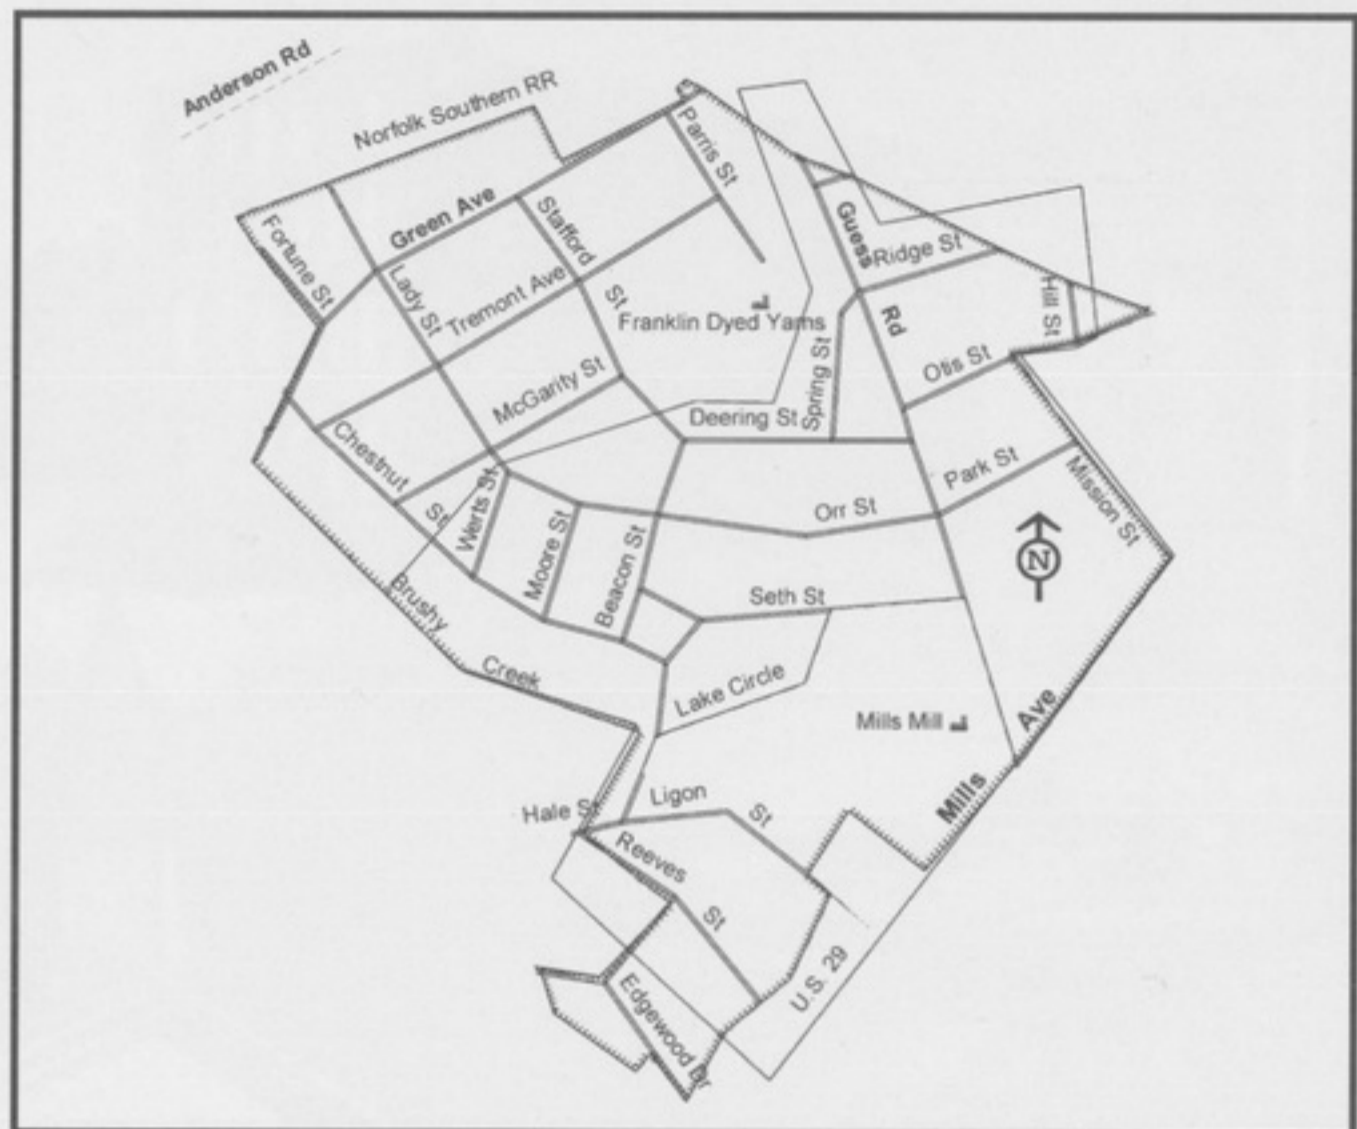 Anderson Rd
Norfolk Southern RR
Parris St
Fortune St
Green Ave
Stafford St
Guess Rd
Ridge St
Lady St
Tremont Ave
Hill St
Franklin Dyed Yarns
Spring St
Otis St
McGarity St
Deering St
Chestnut St
Park St
Mission St
Werts St
Moore St
Orr St
N
Beacon St
Seth St
Brushy Creek
Lake Circle
Mills Mill
Mills Ave
Hale St
Ligon St
Reeves St
U.S. 29
Edgewood Dr